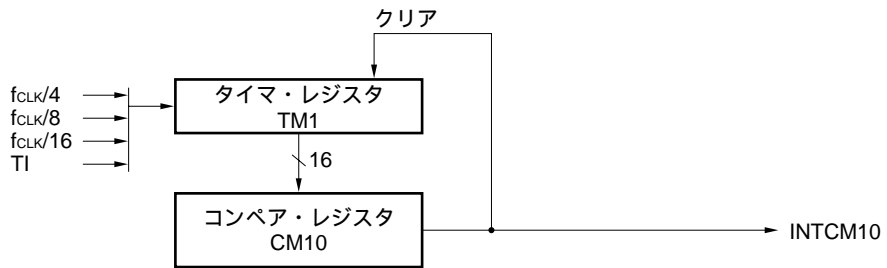 クリア
fCLK/4
fCLK/8
fCLK/16
TI
タイマ・レジスタ
TM1
16
コンペア・レジスタ
CM10
INTCM10